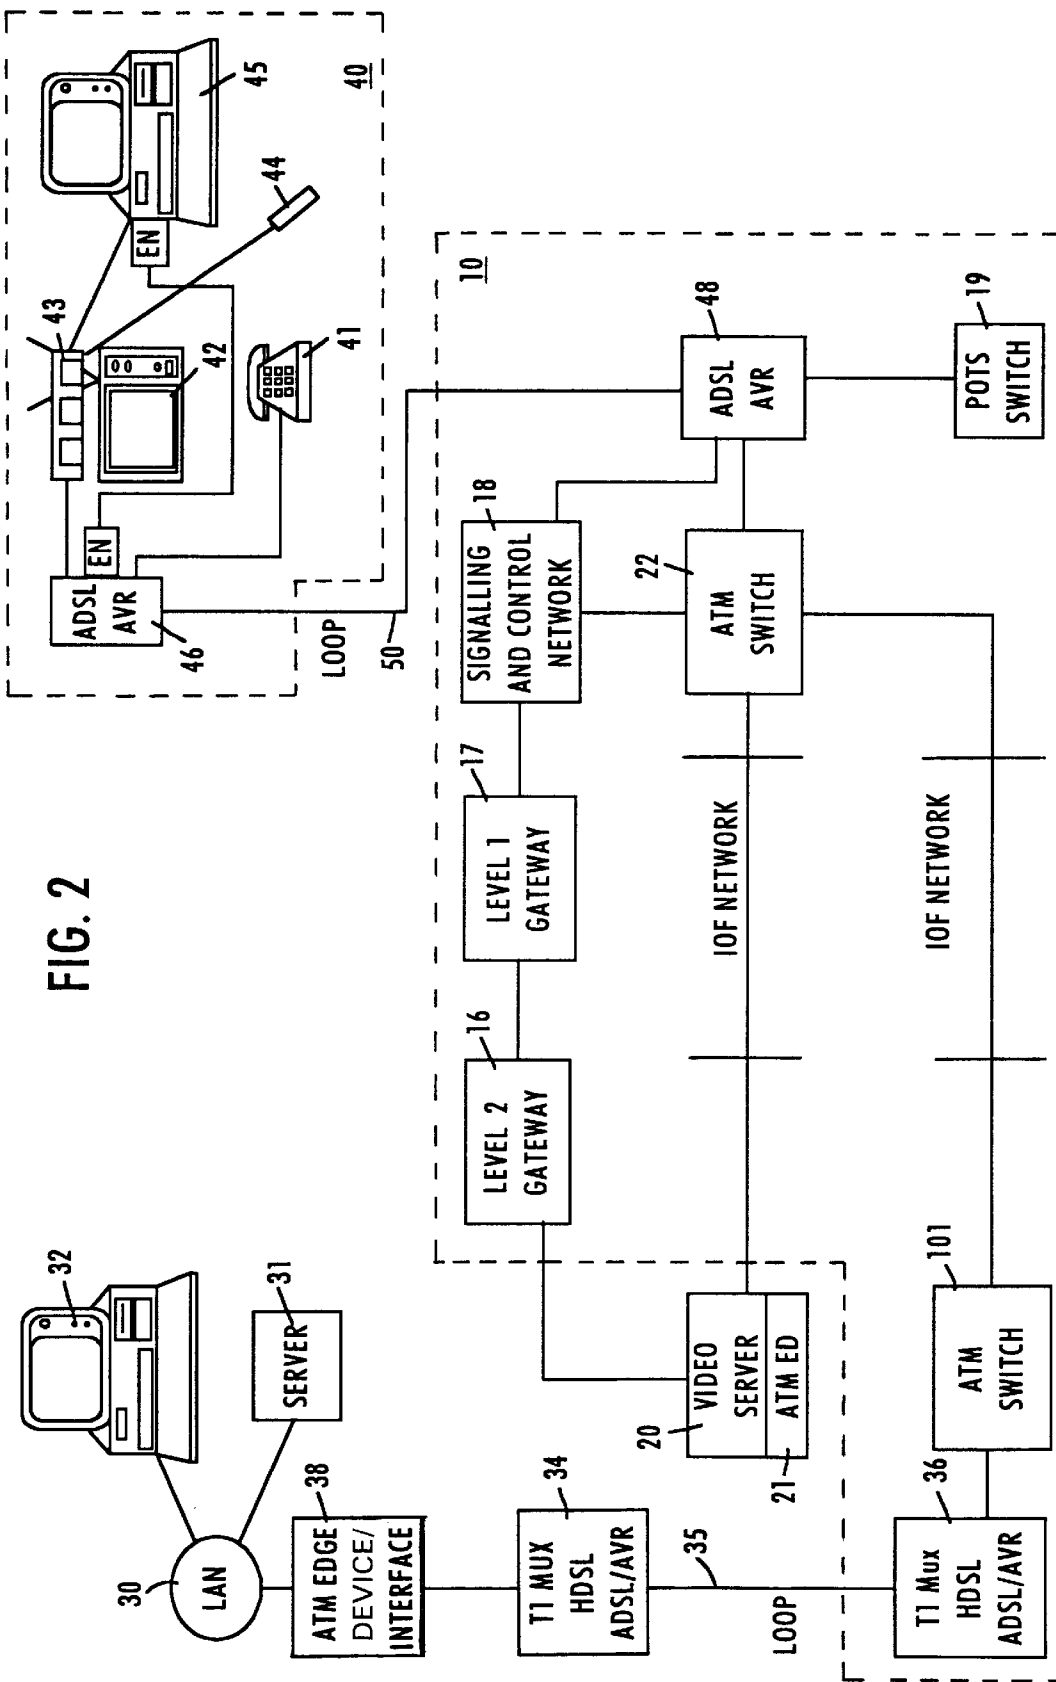 FIG. 2
32
30
LAN
31
SERVER
38
ATM EDGE
DEVICE/
INTERFACE
34
T1 MUX
HDSL
ADSL/AVR
35
LOOP
36
T1 Mux
HDSL
ADSL/AVR
101
ATM
SWITCH
20
VIDEO
SERVER
21
ATM ED
16
LEVEL 2
GATEWAY
17
LEVEL 1
GATEWAY
IOF NETWORK
IOF NETWORK
18
SIGNALLING
AND CONTROL
NETWORK
22
ATM
SWITCH
10
48
ADSL
AVR
19
POTS
SWITCH
LOOP
50
46
ADSL
AVR
EN
43
42
41
EN
44
45
40